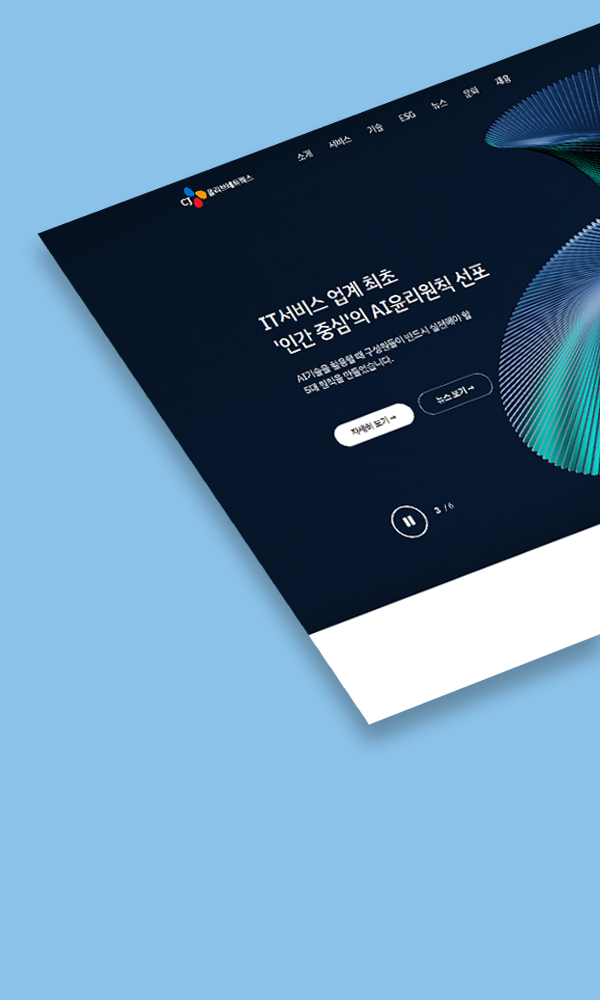 CJ 올리브네트웍스
소개 서비스 기술 ESG 뉴스 문의 채용
IT서비스 업계 최초
'인간 중심'의 AI윤리원칙 선포
AI기술을 활용할 때 구성원들이 반드시 실천해야 할
5대 원칙을 만들었습니다.
자세히 보기 → 뉴스 보기 →
3 / 6